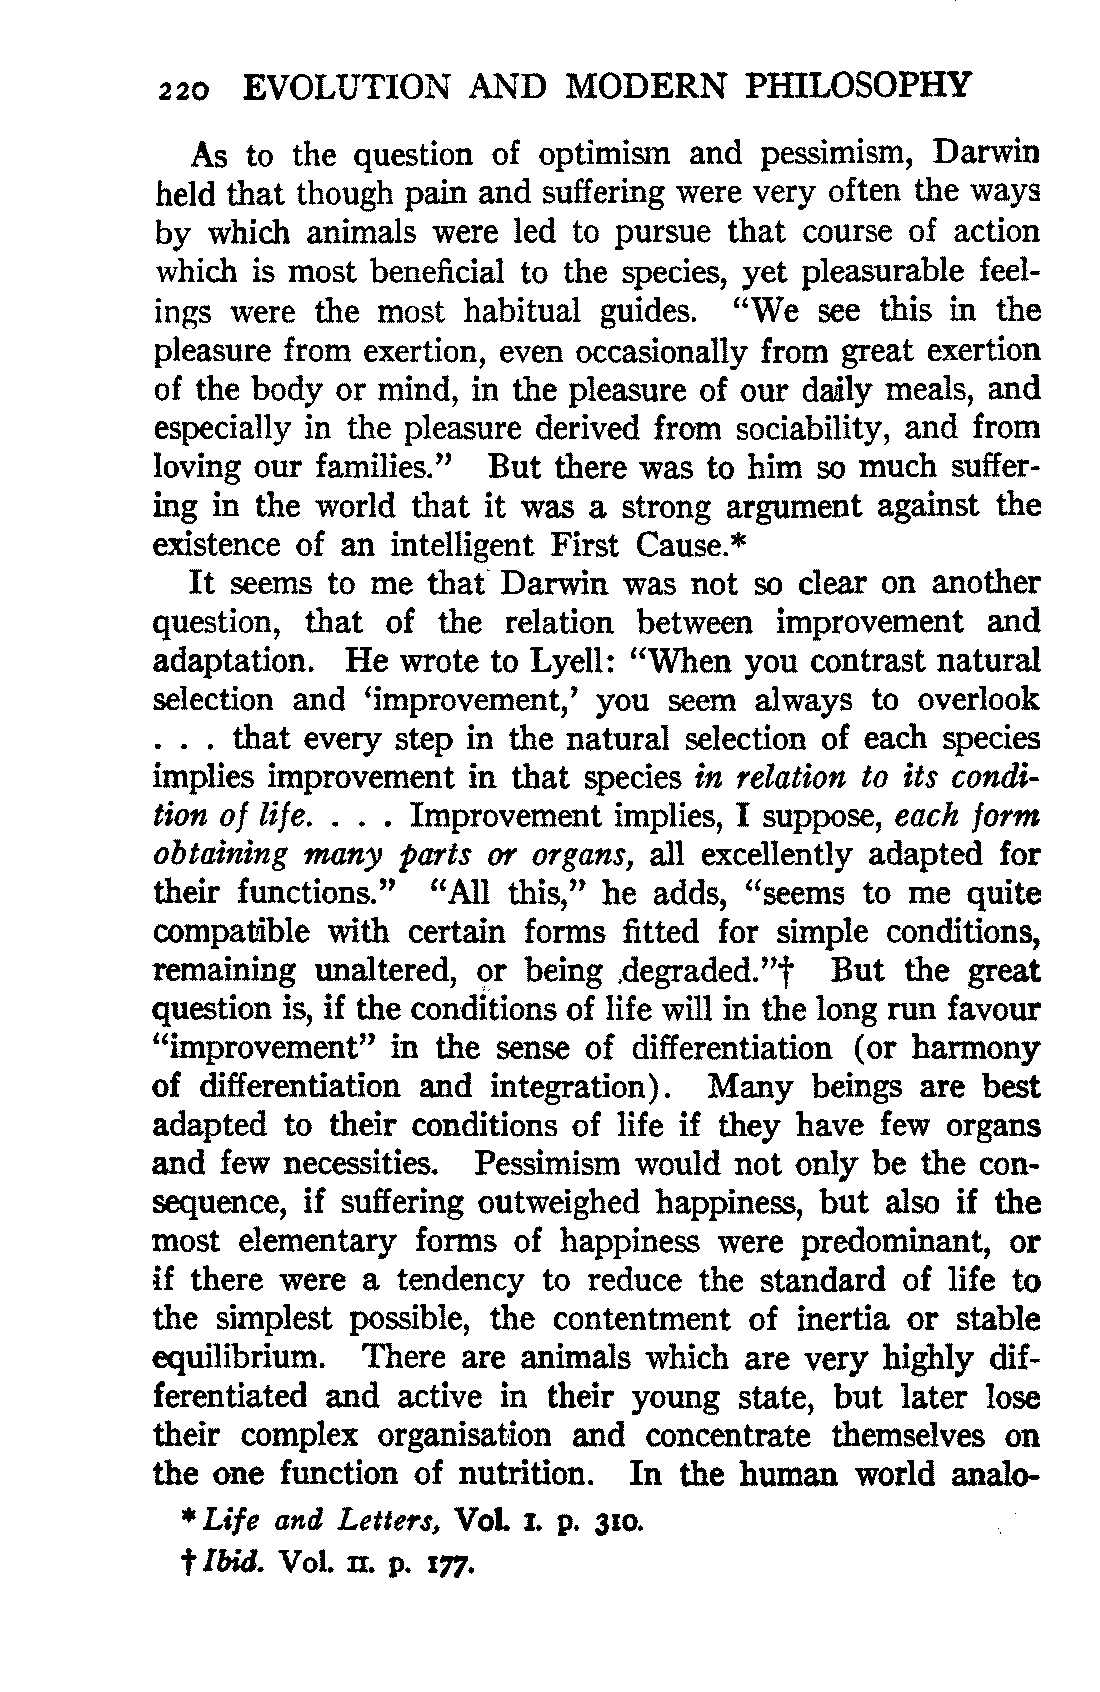 220 EVOLUTION AND MODERN PHILOSOPHY
As to the question of optimism and pessimism, Darwin
held that though pain and suffering were very often the ways
by which animals were led to pursue that course of action
which is most beneficial to the species, yet pleasurable feel-
ings were the most habitual guides. “We see this in the
pleasure from exertion, even occasionally from great exertion
of the body or mind, in the pleasure of our daily meals, and
especially in the pleasure derived from sociability, and from
loving our families.” But there was to him so much suffer-
ing in the world that it was a strong argument against the
existence of an intelligent First Cause.*
It seems to me that Darwin was not so clear on another
question, that of the relation between improvement and
adaptation. He wrote to Lyell: “When you contrast natural
selection and ‘improvement,’ you seem always to overlook
. . . that every step in the natural selection of each species
implies improvement in that species in relation to its condi-
tion of life. . . . Improvement implies, I suppose, each form
obtaining many parts or organs, all excellently adapted for
their functions.” “All this,” he adds, “seems to me quite
compatible with certain forms fitted for simple conditions,
remaining unaltered, or being degraded.”† But the great
question is, if the conditions of life will in the long run favour
“improvement” in the sense of differentiation (or harmony
of differentiation and integration). Many beings are best
adapted to their conditions of life if they have few organs
and few necessities. Pessimism would not only be the con-
sequence, if suffering outweighed happiness, but also if the
most elementary forms of happiness were predominant, or
if there were a tendency to reduce the standard of life to
the simplest possible, the contentment of inertia or stable
equilibrium. There are animals which are very highly dif-
ferentiated and active in their young state, but later lose
their complex organisation and concentrate themselves on
the one function of nutrition. In the human world analo-
* Life and Letters, Vol. I. p. 310.
† Ibid. Vol. II. p. 177.